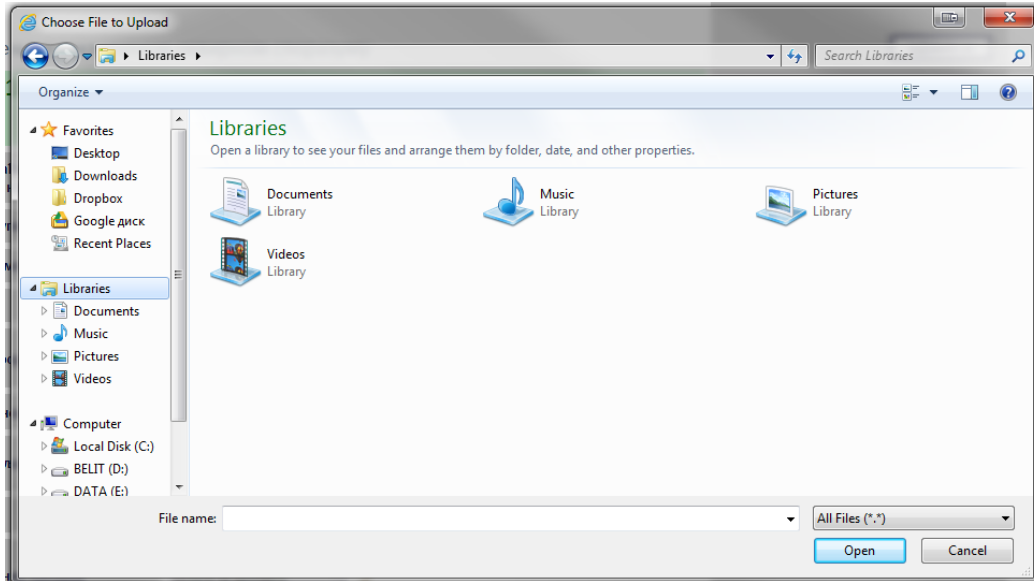 Choose File to Upload
Libraries
Search Libraries
Organize
Favorites
Desktop
Downloads
Dropbox
Google диск
Recent Places
Libraries
Documents
Music
Pictures
Videos
Computer
Local Disk (C:)
BELIT (D:)
DATA (E:)
Libraries
Open a library to see your files and arrange them by folder, date, and other properties.
Documents
Library
Music
Library
Pictures
Library
Videos
Library
File name:
All Files (*.*)
Open
Cancel